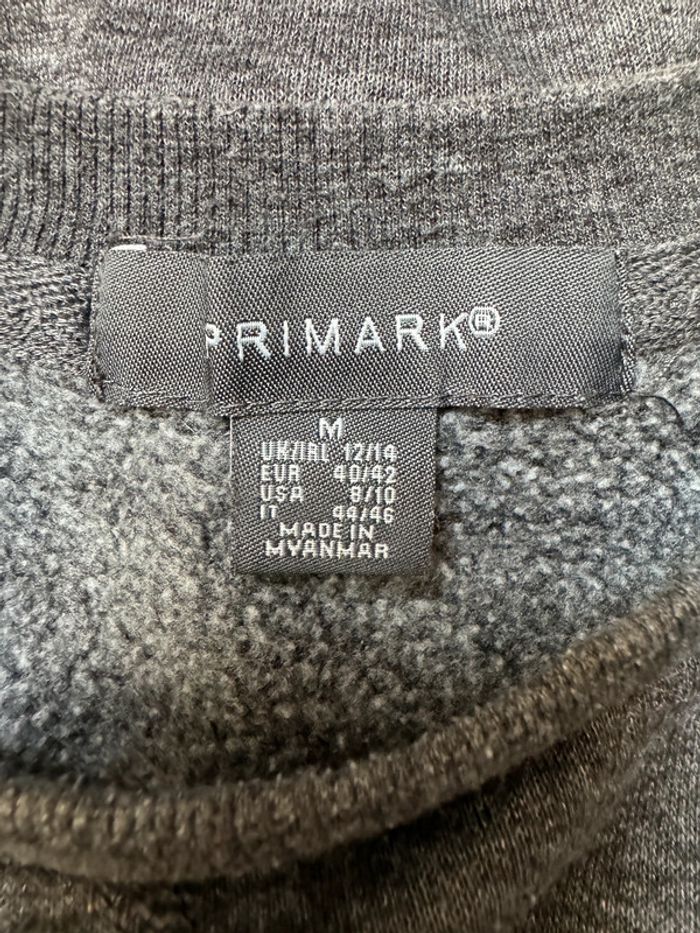 PRIMARK®
M
UK/IRL 12/14
EUR 40/42
USA 8/10
IT 44/46
MADE IN
MYANMAR